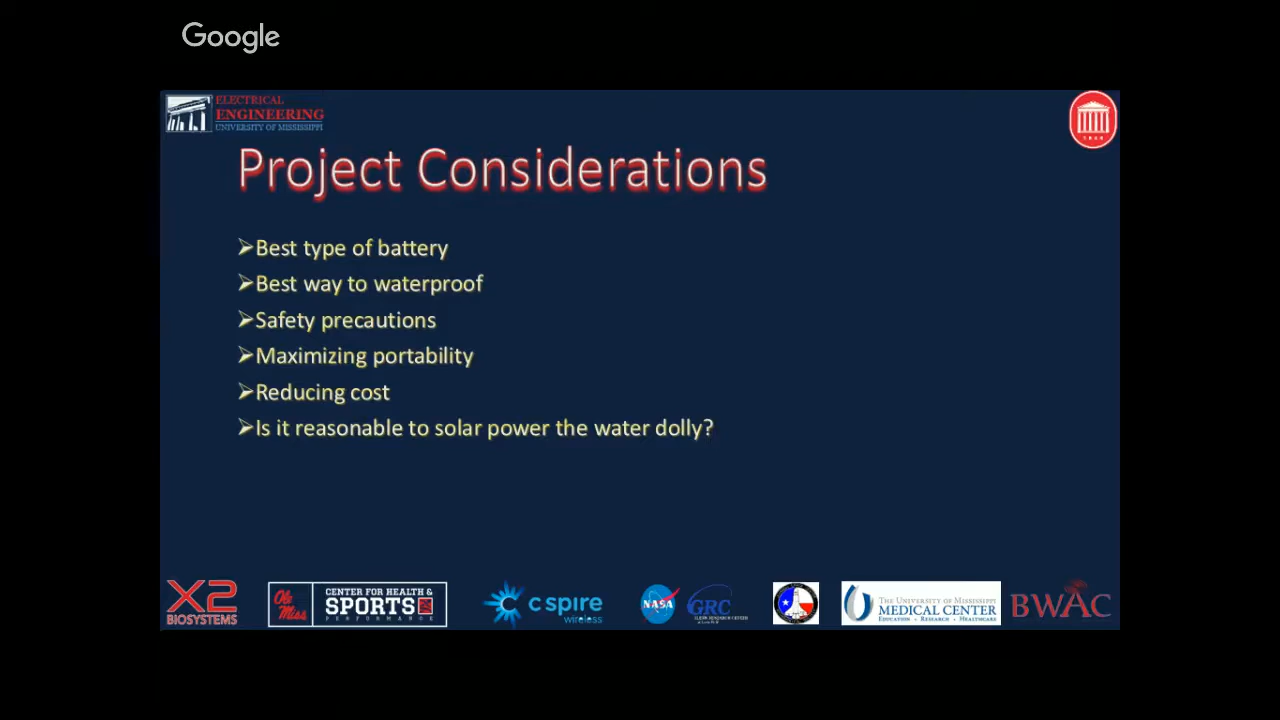 Google
ELECTRICAL
ENGINEERING
UNIVERSITY OF MISSISSIPPI
Project Considerations
➢Best type of battery
➢Best way to waterproof
➢Safety precautions
➢Maximizing portability
➢Reducing cost
➢Is it reasonable to solar power the water dolly?
X2
BIOSYSTEMS
Ole
Miss
CENTER FOR HEALTH &
SPORTS
PERFORMANCE
c spire
wireless
NASA
GRC
THE UNIVERSITY OF MISSISSIPPI
MEDICAL CENTER
EDUCATION • RESEARCH • HEALTHCARE
BWAC